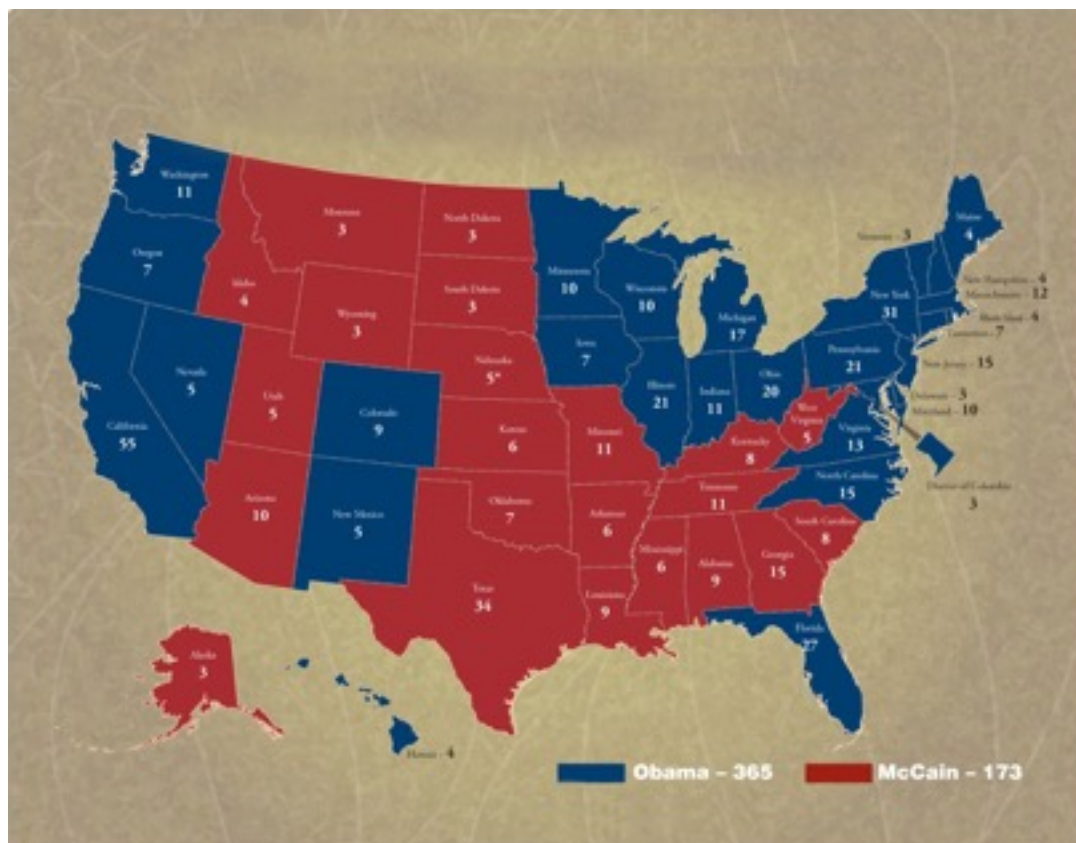 Washington
11
Montana
3
North Dakota
3
Maine
4
Vermont - 3
Oregon
7
Idaho
4
Minnesota
10
Wisconsin
10
New York
31
New Hampshire - 4
Massachusetts - 12
South Dakota
3
Wyoming
3
Michigan
17
Rhode Island - 4
Connecticut - 7
Nevada
5
Iowa
7
Nebraska
5*
Pennsylvania
21
New Jersey - 15
Ohio
20
Utah
5
Colorado
9
Illinois
21
Indiana
11
Delaware - 3
Maryland - 10
California
55
Kansas
6
Missouri
11
West
Virginia
5
Virginia
13
Kentucky
8
North Carolina
15
District of Columbia
3
Arizona
10
New Mexico
5
Oklahoma
7
Arkansas
6
Tennessee
11
South Carolina
8
Mississippi
6
Alabama
9
Georgia
15
Texas
34
Louisiana
9
Florida
27
Alaska
3
Hawaii - 4
Obama – 365
McCain – 173